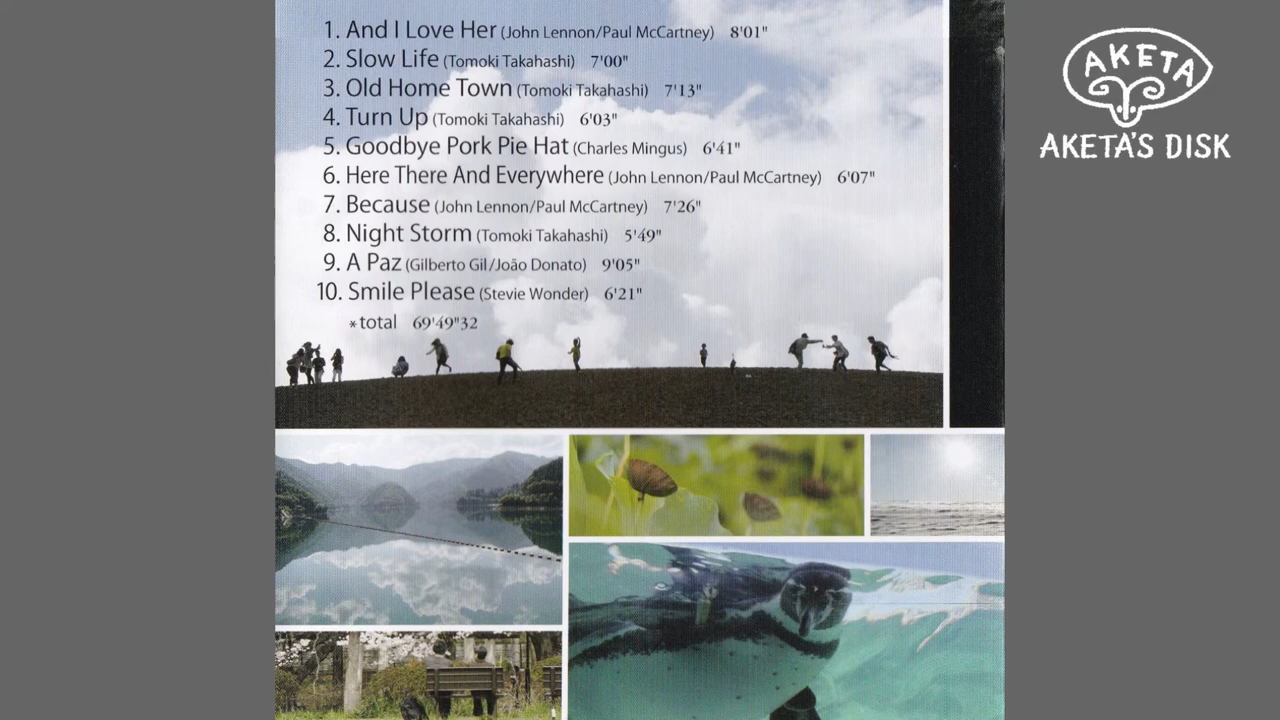 1. And I Love Her (John Lennon/Paul McCartney) 8'01"
2. Slow Life (Tomoki Takahashi) 7'00"
3. Old Home Town (Tomoki Takahashi) 7'13"
4. Turn Up (Tomoki Takahashi) 6'03"
5. Goodbye Pork Pie Hat (Charles Mingus) 6'41"
6. Here There And Everywhere (John Lennon/Paul McCartney) 6'07"
7. Because (John Lennon/Paul McCartney) 7'26"
8. Night Storm (Tomoki Takahashi) 5'49"
9. A Paz (Gilberto Gil/João Donato) 9'05"
10. Smile Please (Stevie Wonder) 6'21"
*total 69'49"32
AKETA
AKETA'S DISK